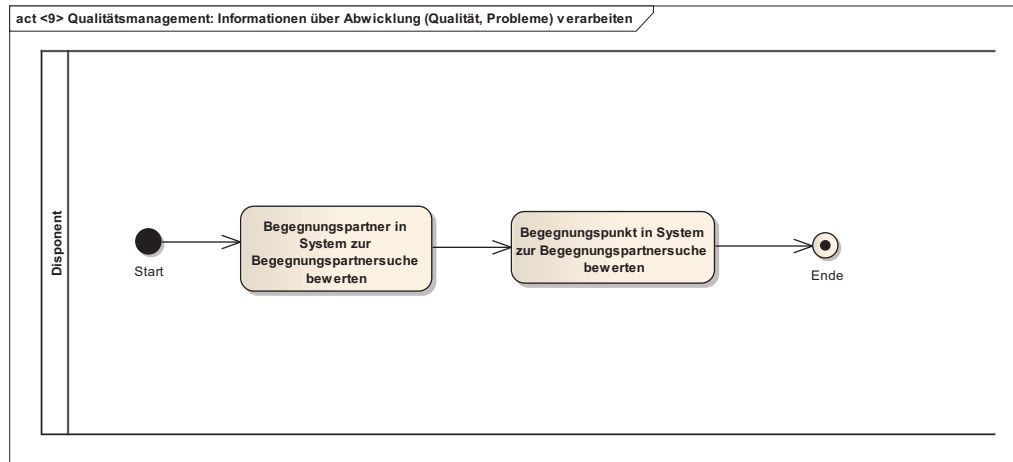 act <9> Qualitätsmanagement: Informationen über Abwicklung (Qualität, Probleme) verarbeiten
Disponent
Start
Begegnungspartner in
System zur
Begegnungspartnersuche
bewerten
Begegnungspunkt in System
zur Begegnungspartnersuche
bewerten
Ende